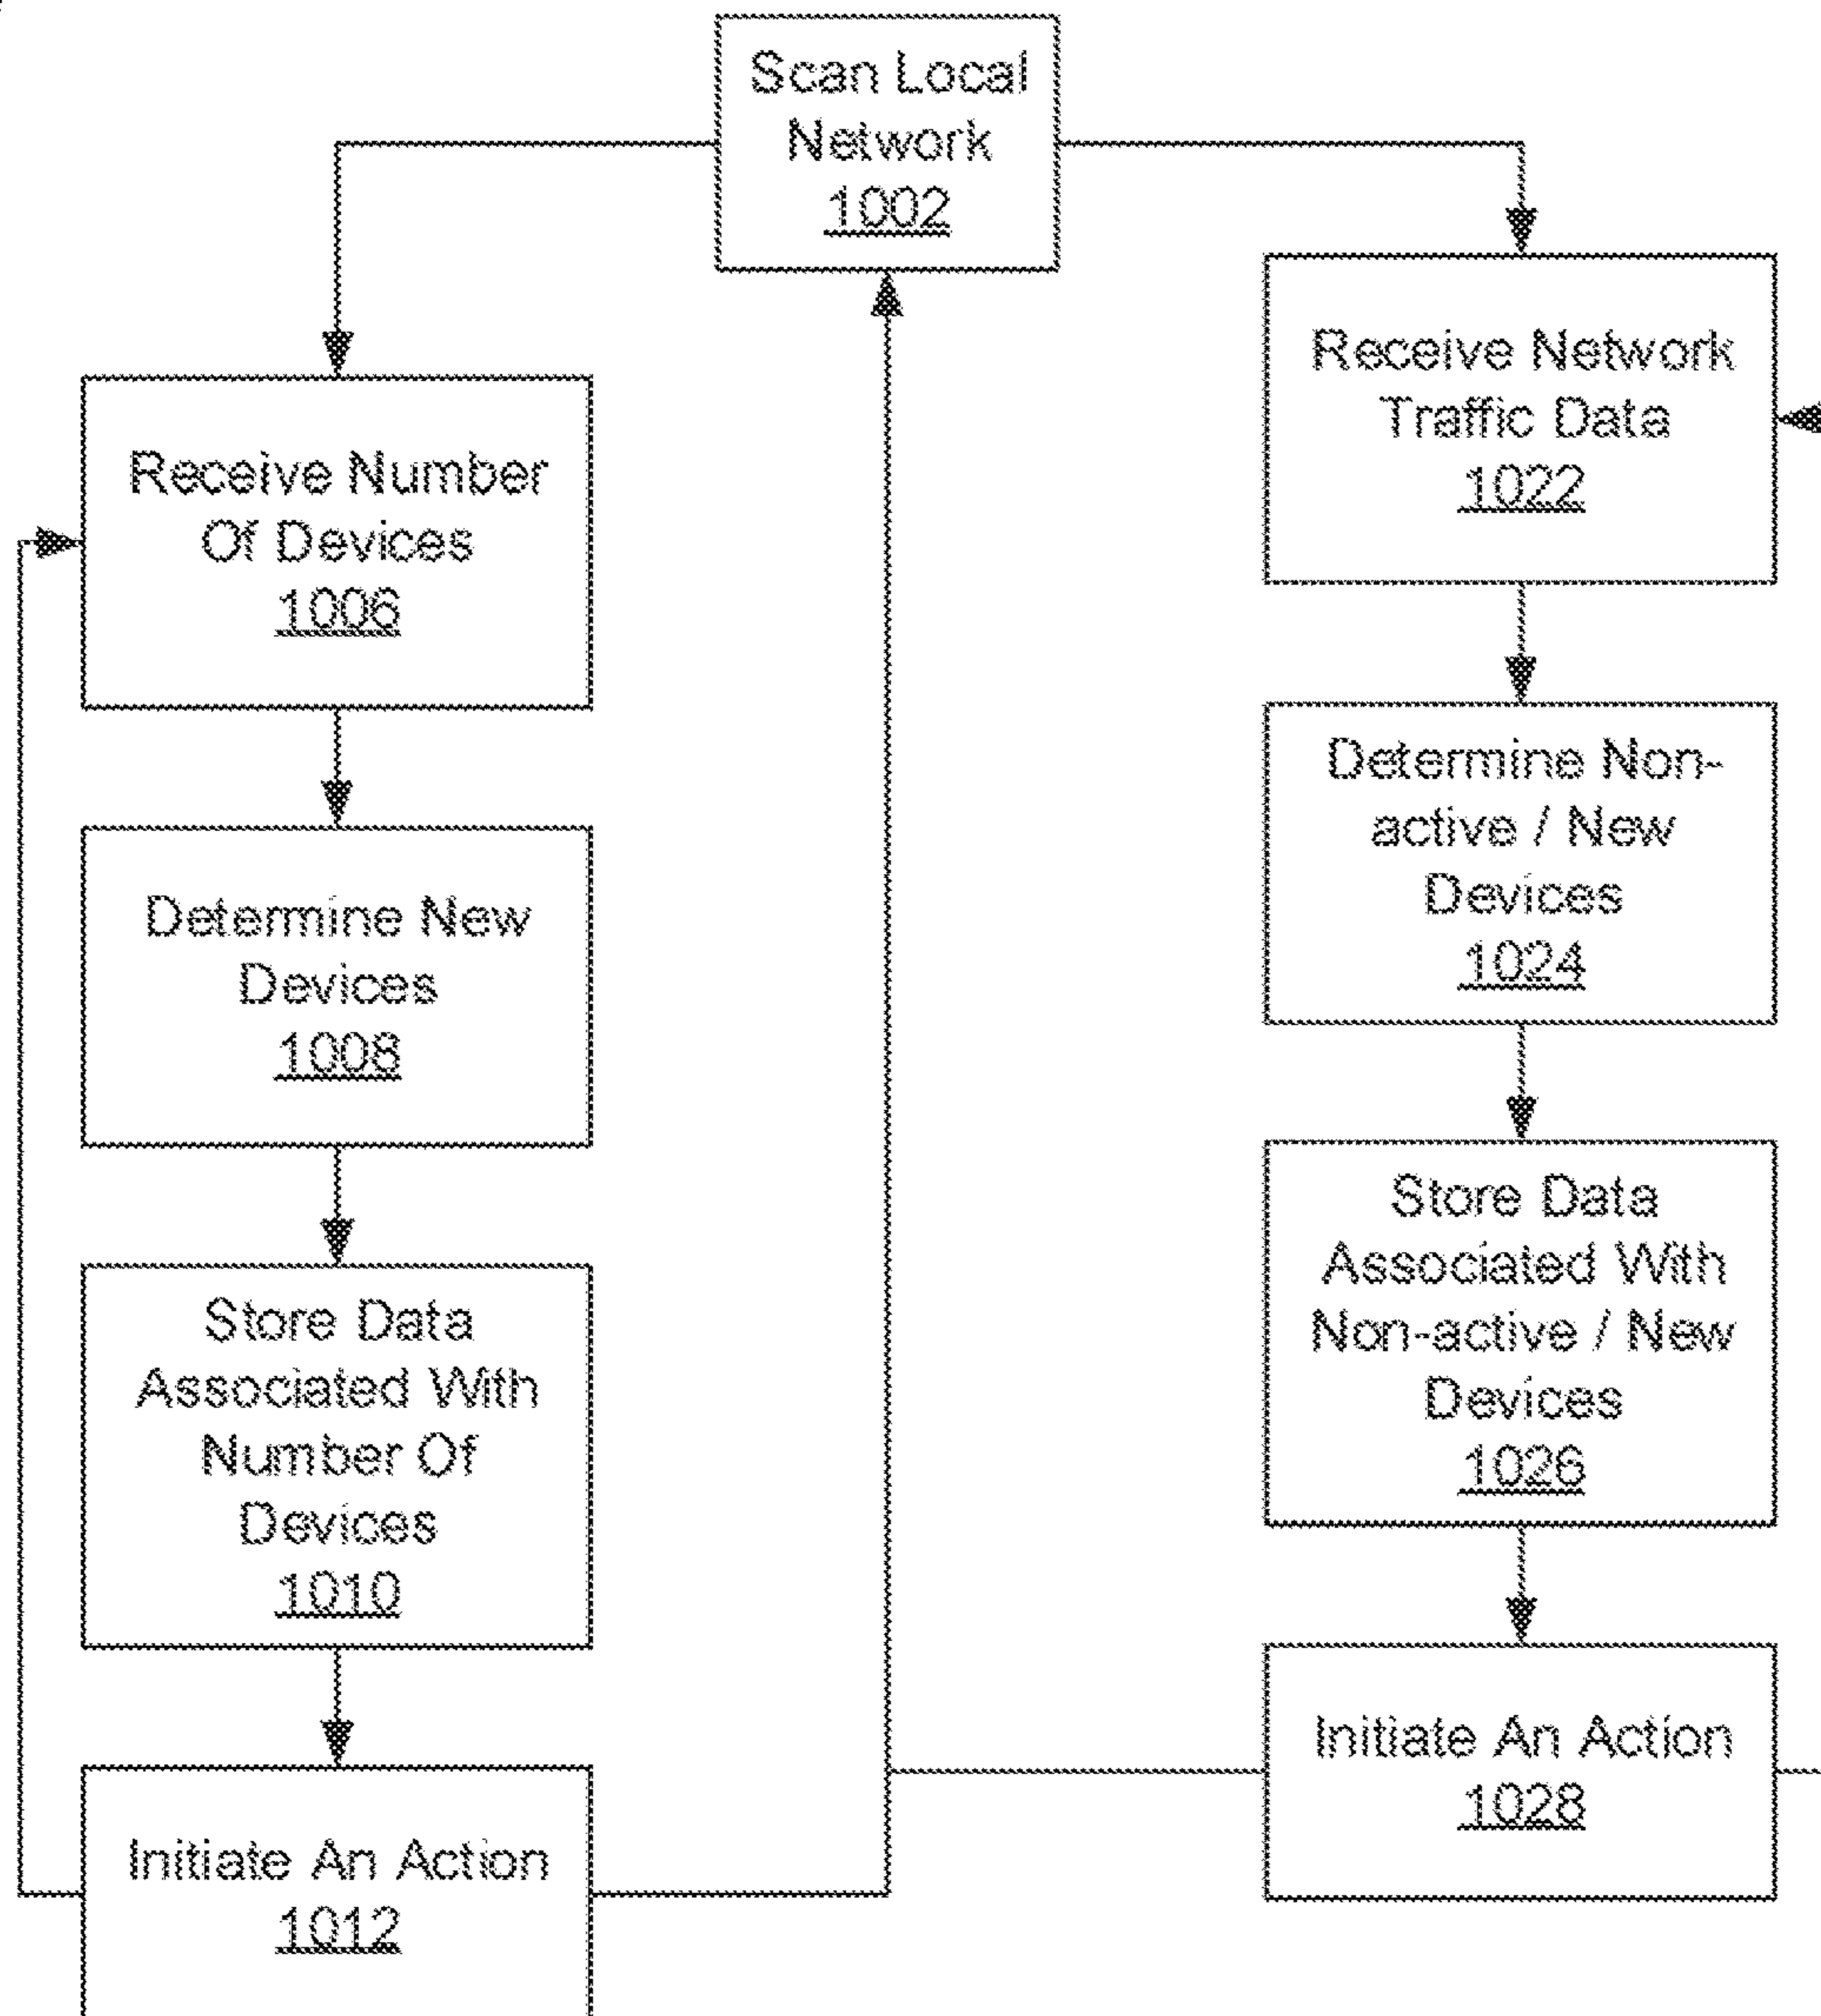 Scan Local
Network
1002
Receive Number
Of Devices
1006
Determine New
Devices
1008
Store Data
Associated With
Number Of
Devices
1010
Initiate An Action
1012
Receive Network
Traffic Data
1022
Determine Non-
active / New
Devices
1024
Store Data
Associated With
Non-active / New
Devices
1026
Initiate An Action
1028